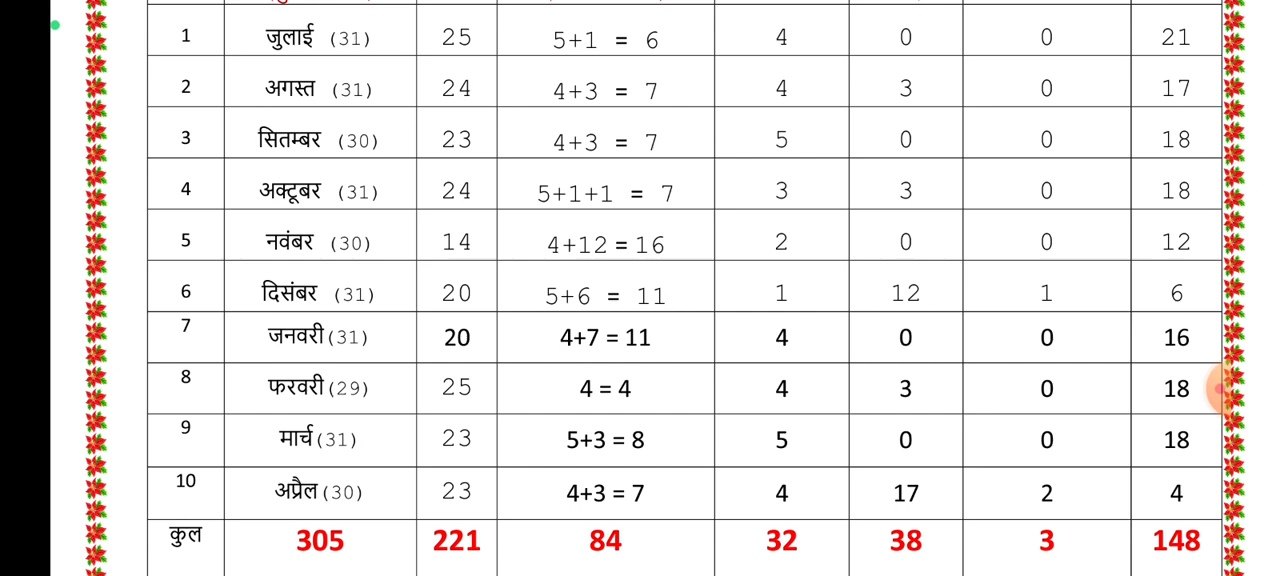 1 जुलाई (31) 25 5+1 = 6 4 0 0 21
2 अगस्त (31) 24 4+3 = 7 4 3 0 17
3 सितम्बर (30) 23 4+3 = 7 5 0 0 18
4 अक्टूबर (31) 24 5+1+1 = 7 3 3 0 18
5 नवंबर (30) 14 4+12 = 16 2 0 0 12
6 दिसंबर (31) 20 5+6 = 11 1 12 1 6
7 जनवरी(31) 20 4+7 = 11 4 0 0 16
8 फरवरी(29) 25 4 = 4 4 3 0 18
9 मार्च(31) 23 5+3 = 8 5 0 0 18
10 अप्रैल(30) 23 4+3 = 7 4 17 2 4
कुल 305 221 84 32 38 3 148